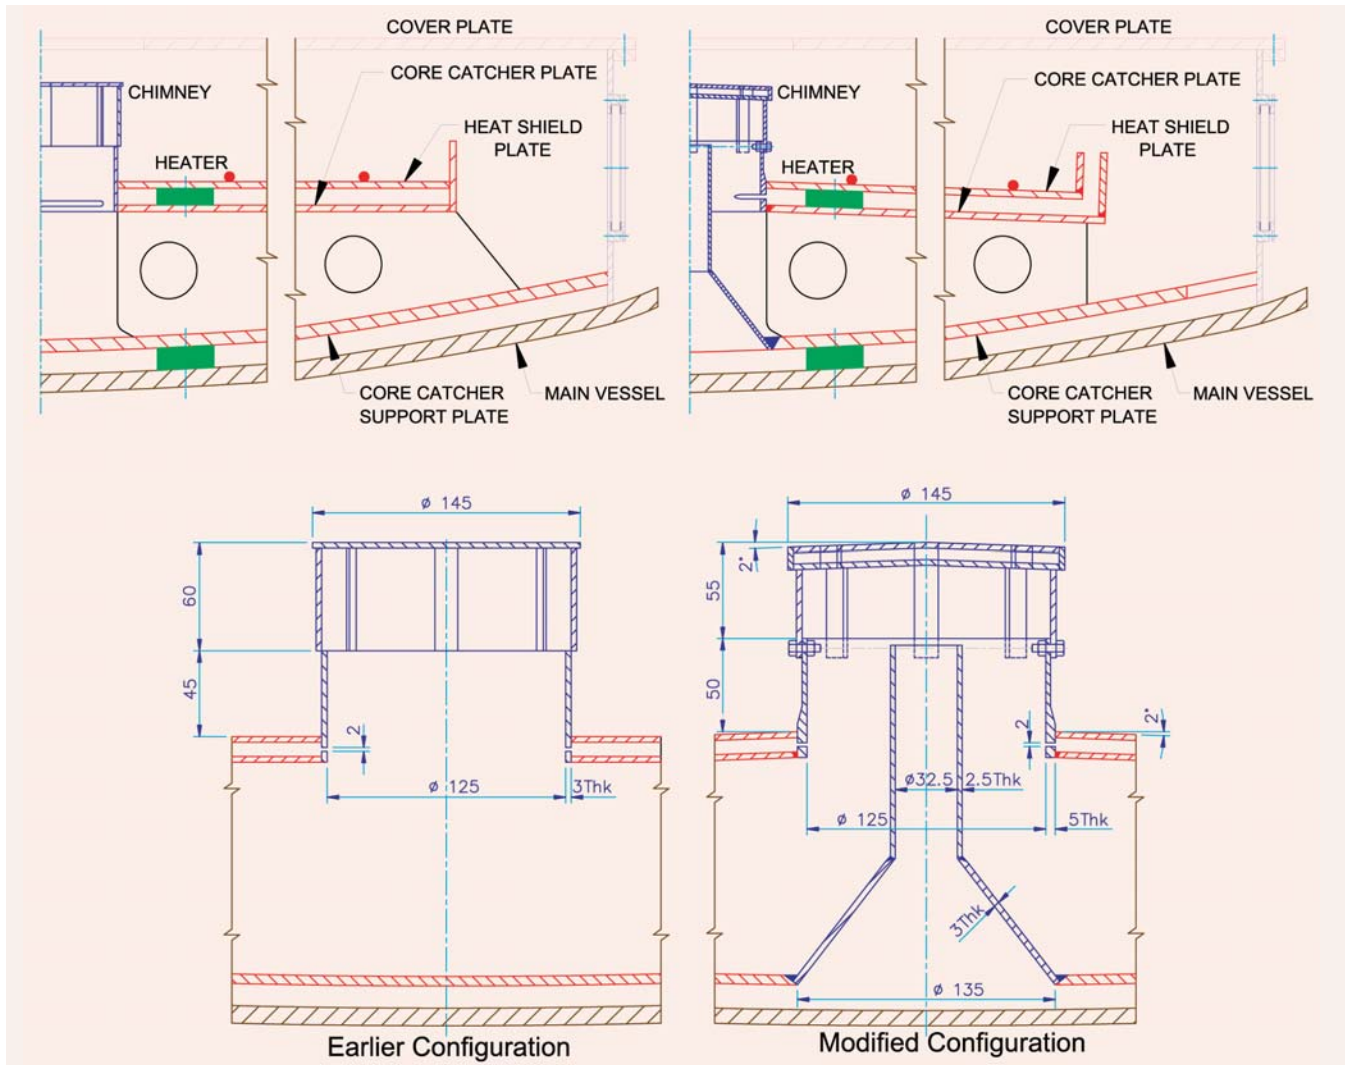 COVER PLATE
CORE CATCHER PLATE
CHIMNEY
HEAT SHIELD
PLATE
HEATER
CORE CATCHER
SUPPORT PLATE
MAIN VESSEL
COVER PLATE
CORE CATCHER PLATE
CHIMNEY
HEAT SHIELD
PLATE
HEATER
CORE CATCHER
SUPPORT PLATE
MAIN VESSEL
ø 145
60
45
2
ø 125
3Thk
Earlier Configuration
ø 145
2°
55
50
2
2°
ø32.5
2.5Thk
ø 125
5Thk
3Thk
ø 135
Modified Configuration